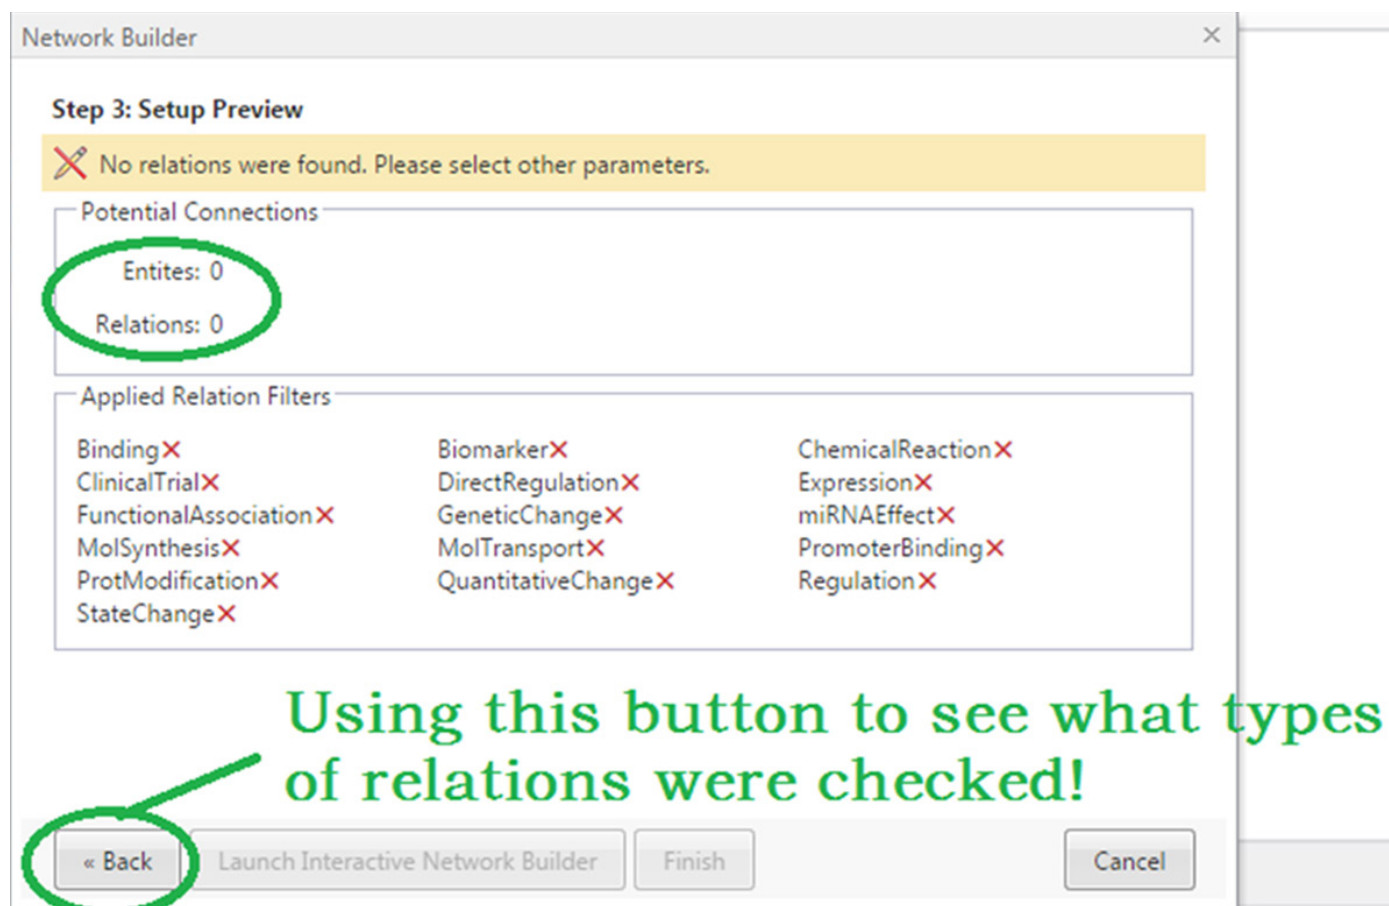 Network Builder
Step 3: Setup Preview
No relations were found. Please select other parameters.
Potential Connections
Entites: 0
Relations: 0
Applied Relation Filters
Binding Biomarker ChemicalReaction
ClinicalTrial DirectRegulation Expression
FunctionalAssociation GeneticChange miRNAEffect
MolSynthesis MolTransport PromoterBinding
ProtModification QuantitativeChange Regulation
StateChange
Using this button to see what types
of relations were checked!
« Back Launch Interactive Network Builder Finish Cancel